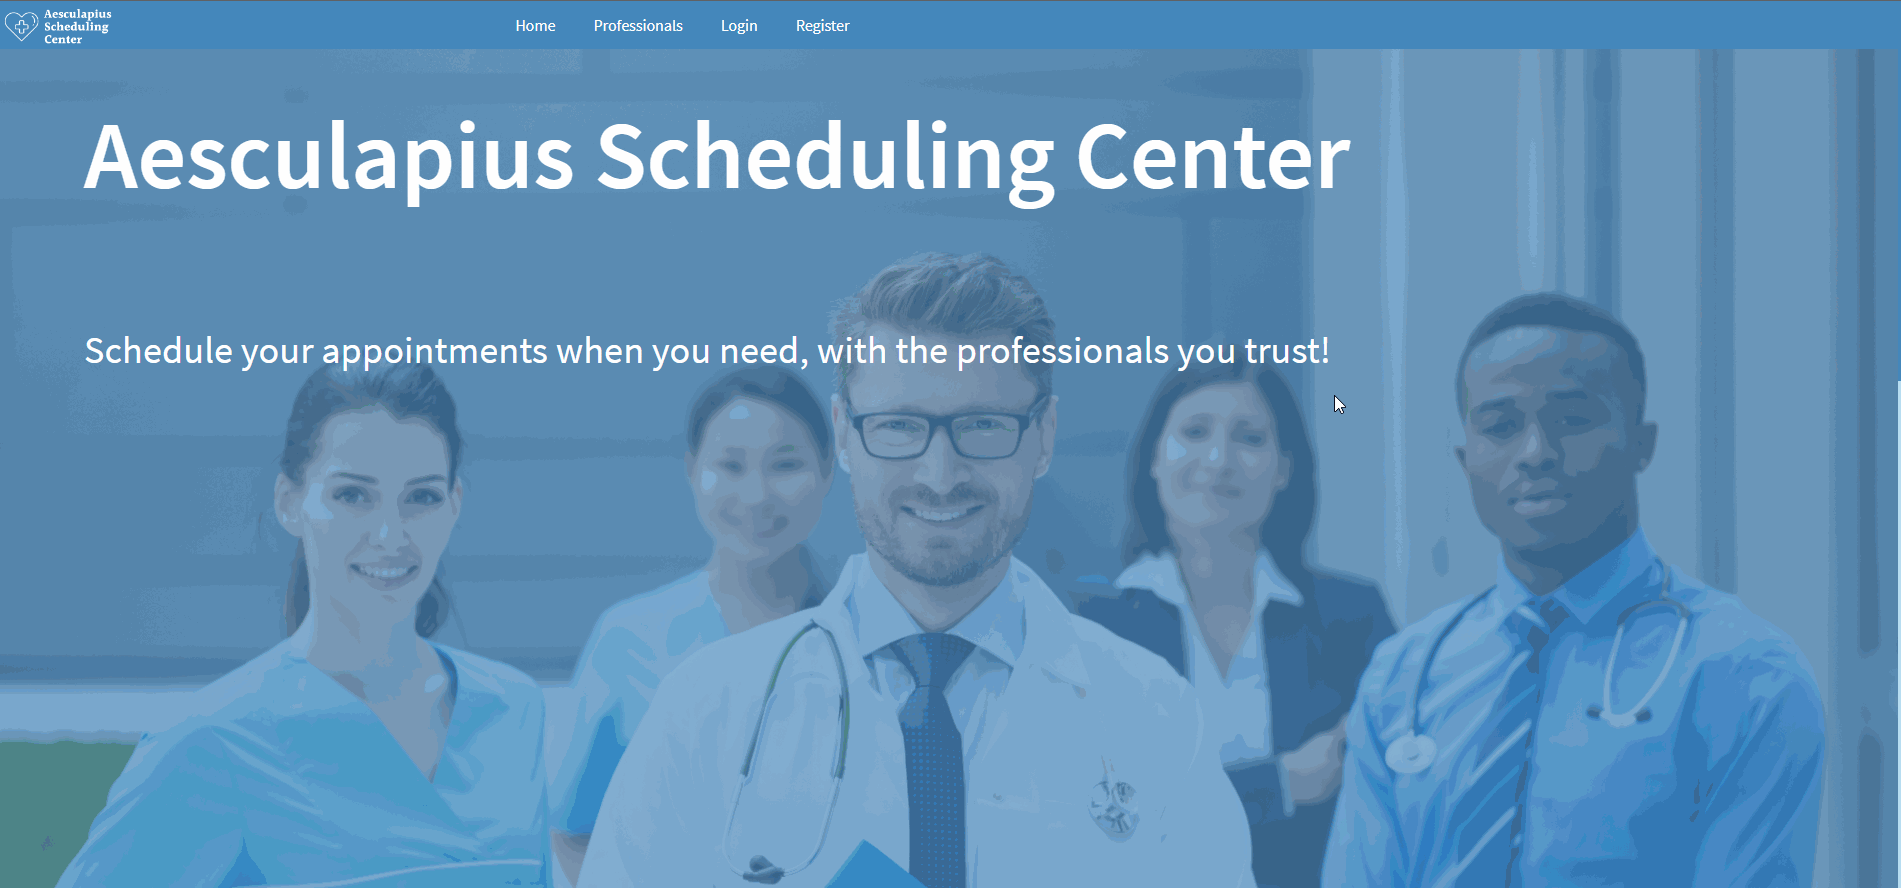 Aesculapius
Scheduling
Center
Home Professionals Login Register
Aesculapius Scheduling Center
Schedule your appointments when you need, with the professionals you trust!